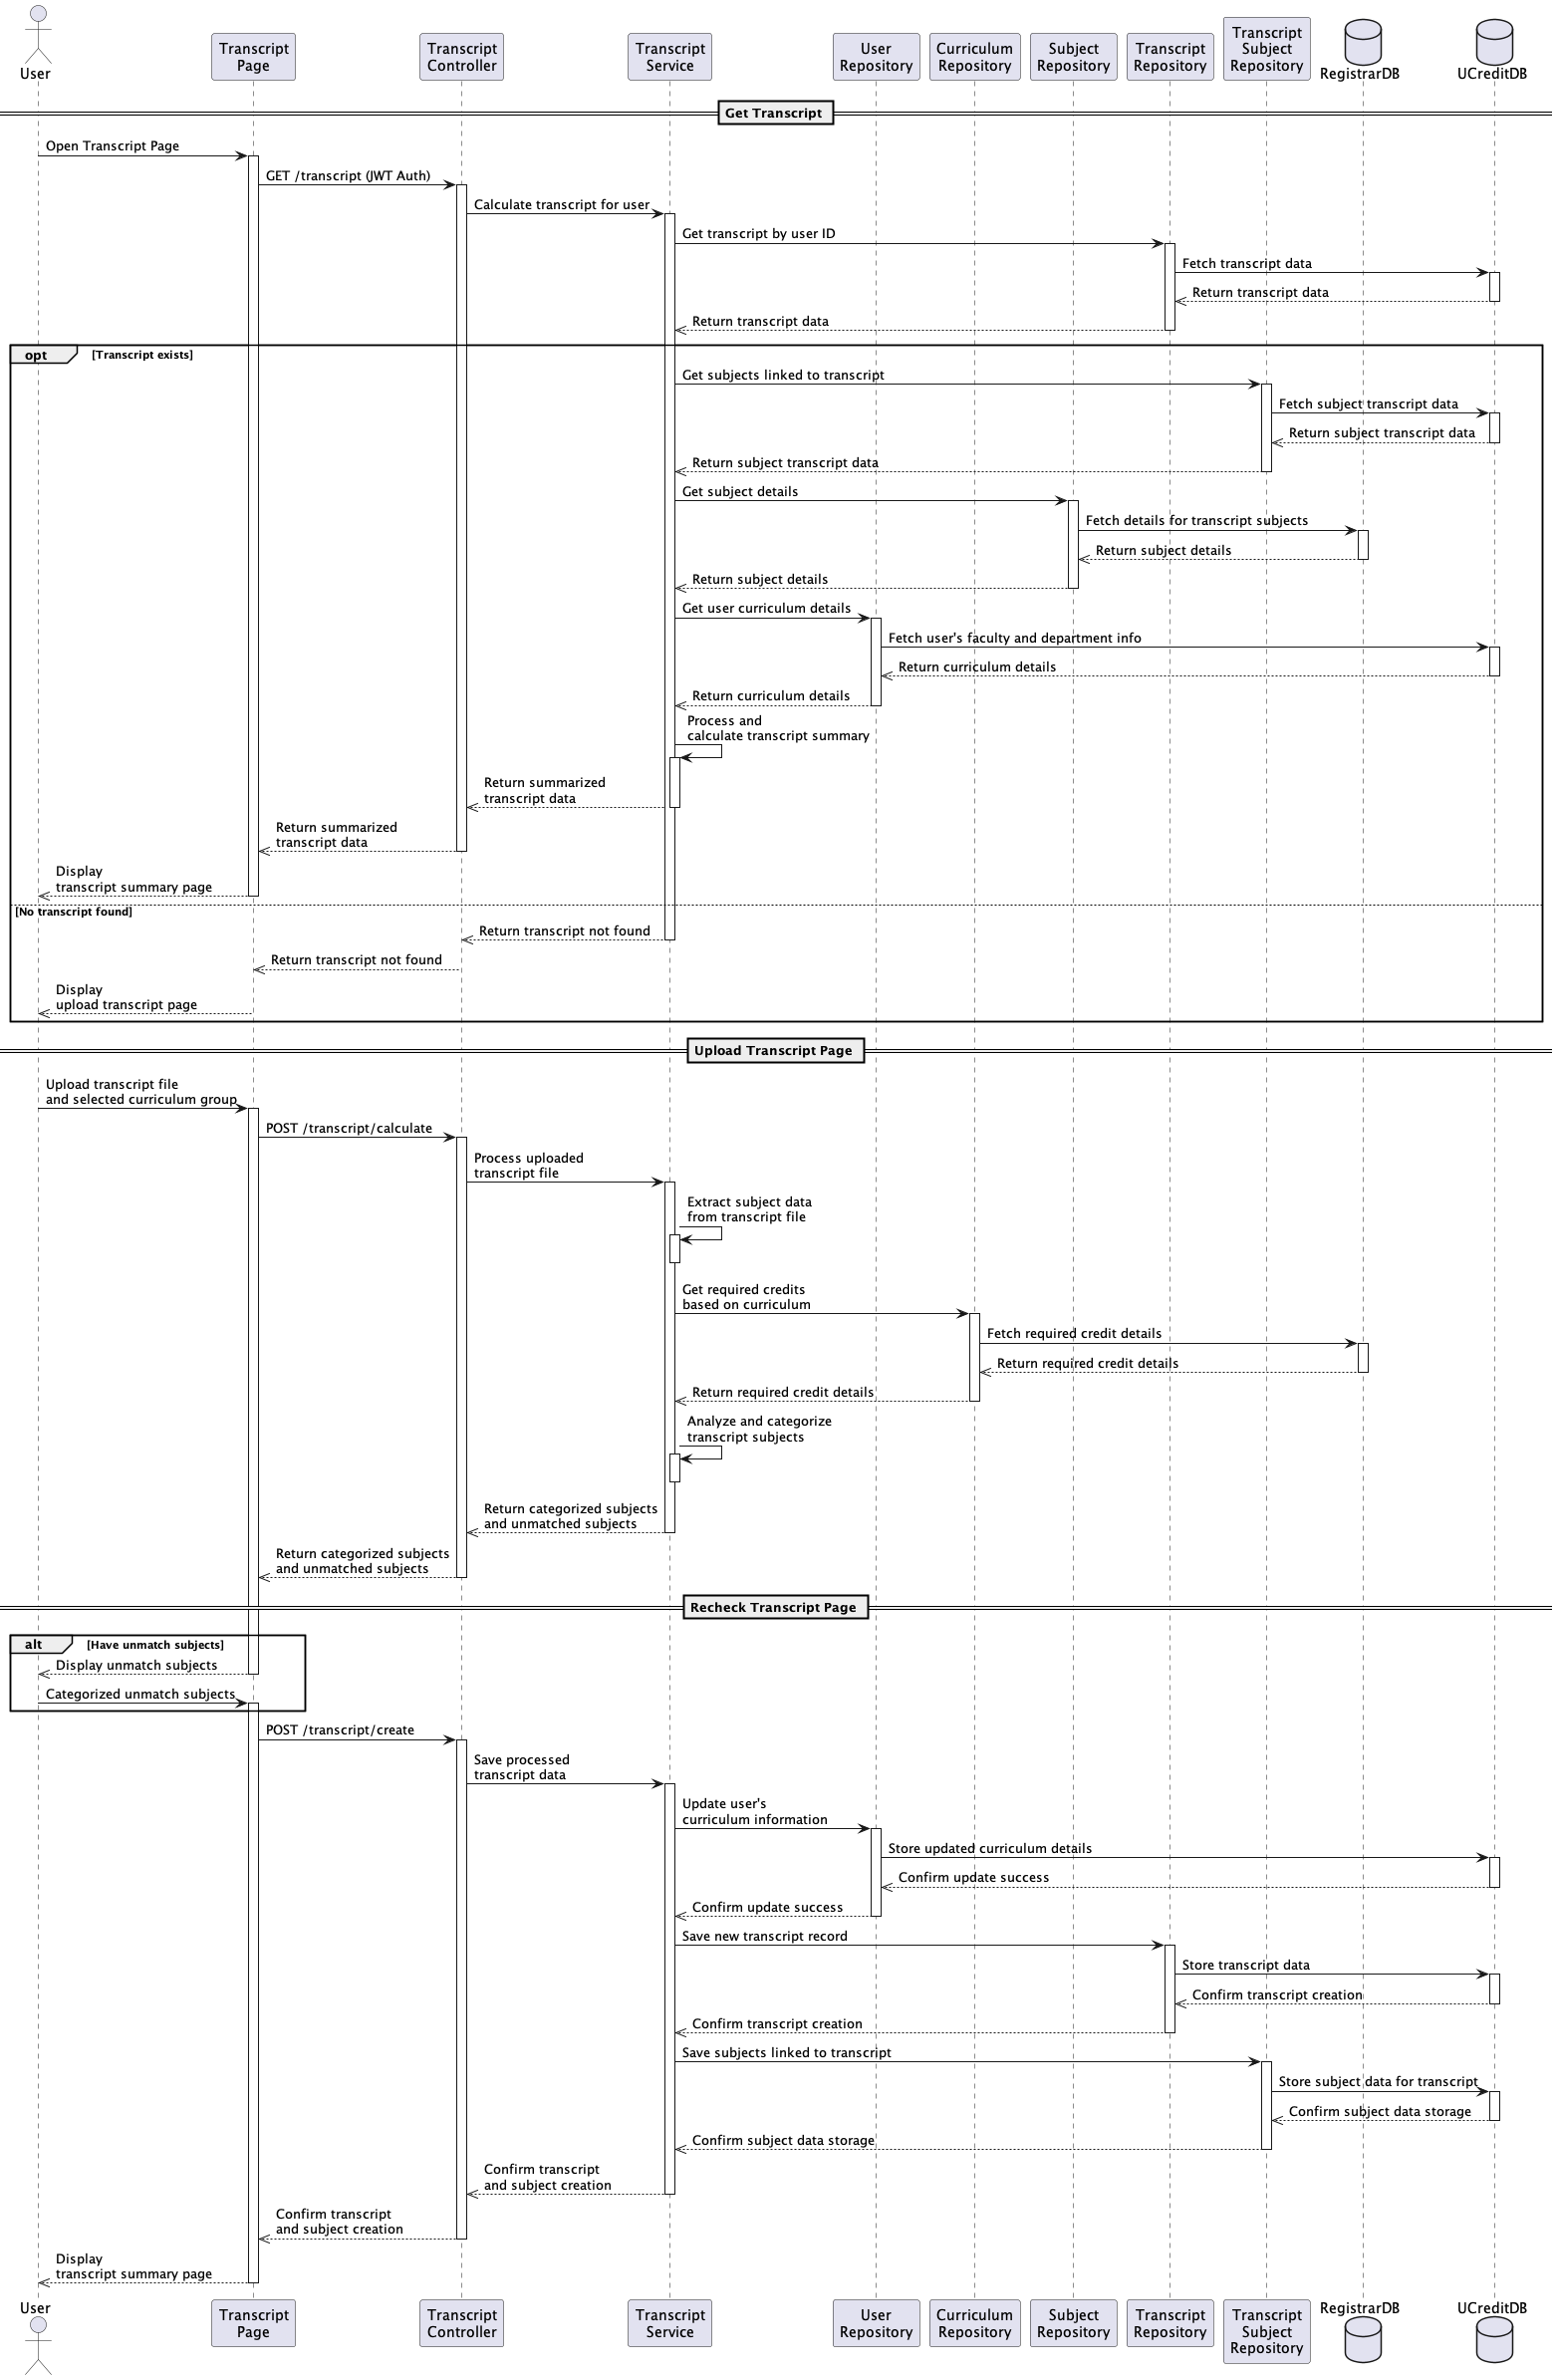 User
Transcript
Page
Transcript
Controller
Transcript
Service
User
Repository
Curriculum
Repository
Subject
Repository
Transcript
Repository
Transcript
Subject
Repository
RegistrarDB
UCreditDB
Get Transcript
Open Transcript Page
GET /transcript (JWT Auth)
Calculate transcript for user
Get transcript by user ID
Fetch transcript data
Return transcript data
Return transcript data
opt
[Transcript exists]
Get subjects linked to transcript
Fetch subject transcript data
Return subject transcript data
Return subject transcript data
Get subject details
Fetch details for transcript subjects
Return subject details
Return subject details
Get user curriculum details
Fetch user's faculty and department info
Return curriculum details
Return curriculum details
Process and
calculate transcript summary
Return summarized
transcript data
Return summarized
transcript data
Display
transcript summary page
[No transcript found]
Return transcript not found
Return transcript not found
Display
upload transcript page
Upload Transcript Page
Upload transcript file
and selected curriculum group
POST /transcript/calculate
Process uploaded
transcript file
Extract subject data
from transcript file
Get required credits
based on curriculum
Fetch required credit details
Return required credit details
Return required credit details
Analyze and categorize
transcript subjects
Return categorized subjects
and unmatched subjects
Return categorized subjects
and unmatched subjects
Recheck Transcript Page
alt
[Have unmatch subjects]
Display unmatch subjects
Categorized unmatch subjects
POST /transcript/create
Save processed
transcript data
Update user's
curriculum information
Store updated curriculum details
Confirm update success
Confirm update success
Save new transcript record
Store transcript data
Confirm transcript creation
Confirm transcript creation
Save subjects linked to transcript
Store subject data for transcript
Confirm subject data storage
Confirm subject data storage
Confirm transcript
and subject creation
Confirm transcript
and subject creation
Display
transcript summary page
User
Transcript
Page
Transcript
Controller
Transcript
Service
User
Repository
Curriculum
Repository
Subject
Repository
Transcript
Repository
Transcript
Subject
Repository
RegistrarDB
UCreditDB